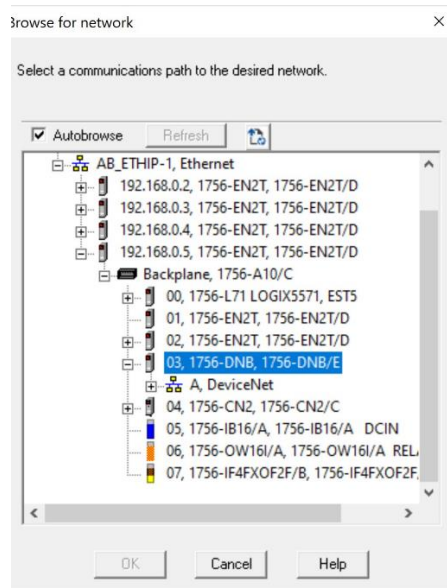 Browse for network
Select a communications path to the desired network.
Autobrowse
Refresh
AB_ETHIP-1, Ethernet
192.168.0.2, 1756-EN2T, 1756-EN2T/D
192.168.0.3, 1756-EN2T, 1756-EN2T/D
192.168.0.4, 1756-EN2T, 1756-EN2T/D
192.168.0.5, 1756-EN2T, 1756-EN2T/D
Backplane, 1756-A10/C
00, 1756-L71 LOGIX5571, EST5
01, 1756-EN2T, 1756-EN2T/D
02, 1756-EN2T, 1756-EN2T/D
03, 1756-DNB, 1756-DNB/E
A, DeviceNet
04, 1756-CN2, 1756-CN2/C
05, 1756-IB16/A, 1756-IB16/A DCIN
06, 1756-OW16I/A, 1756-OW16I/A REL
07, 1756-IF4FXOF2F/B, 1756-IF4FXOF2F,
OK
Cancel
Help